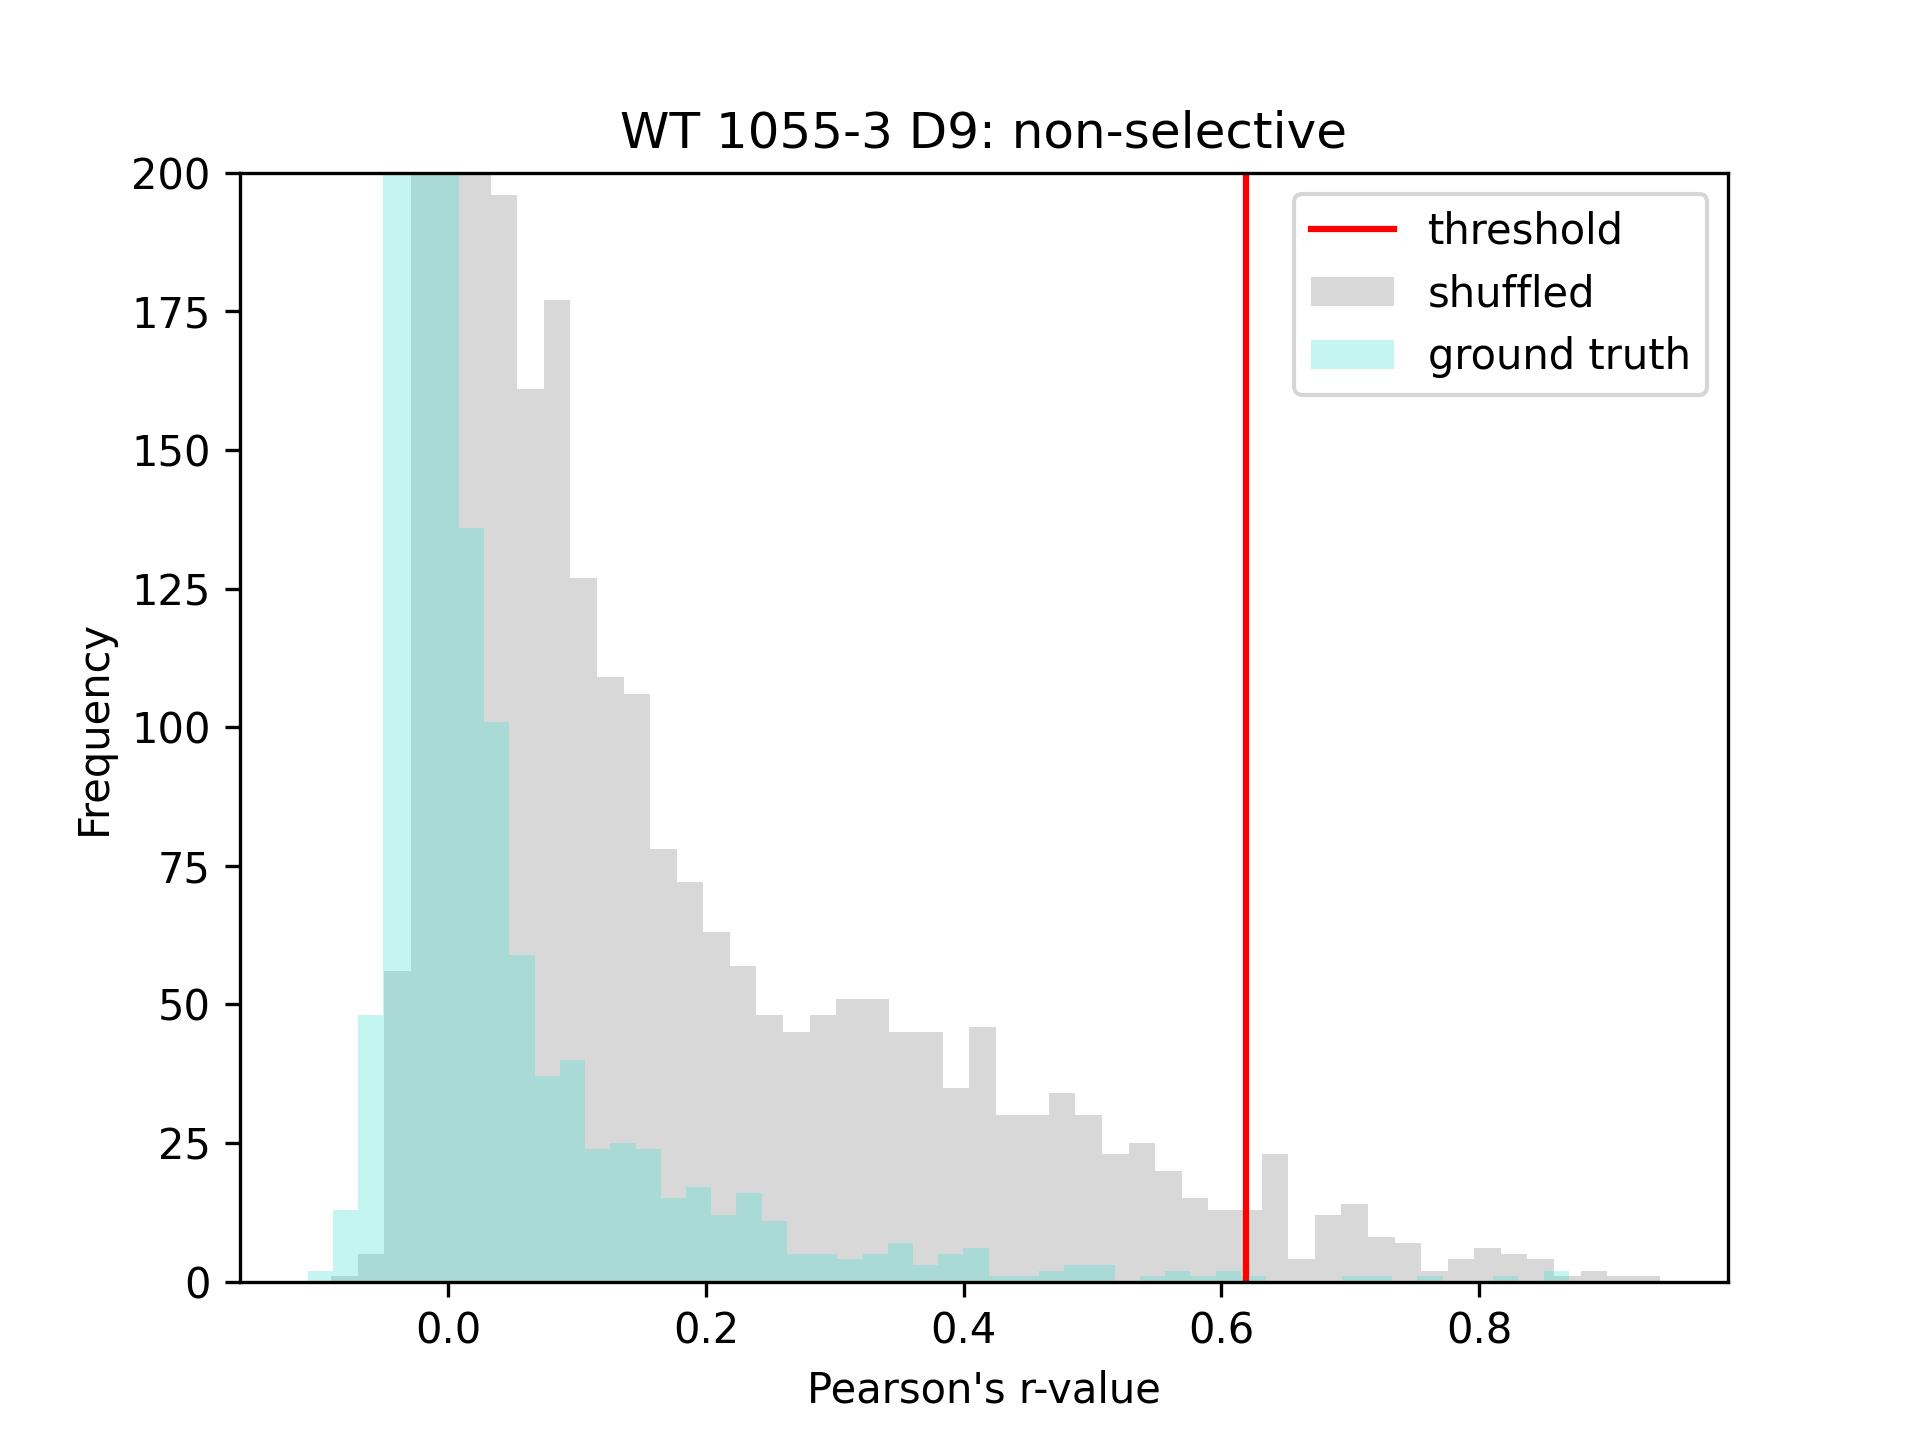 WT 1055-3 D9: non-selective
threshold
shuffled
ground truth
200
175
150
125
100
75
50
25
0
Frequency
0.0 0.2 0.4 0.6 0.8
Pearson's r-value